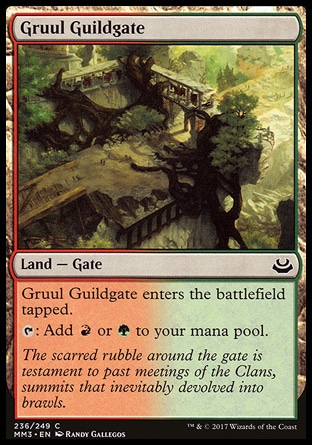 Gruul Guildgate
Land — Gate
Gruul Guildgate enters the battlefield
tapped.
: Add or to your mana pool.
The scarred rubble around the gate is
testament to past meetings of the Clans,
summits that inevitably devolved into
brawls.
236/249 C
MM3 • EN Randy Gallegos
™ & © 2017 Wizards of the Coast